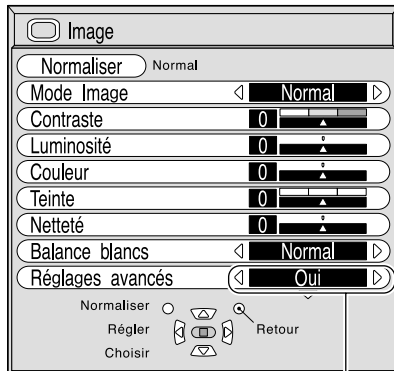 Image
Normaliser Normal
Mode Image Normal
Contraste 0
Luminosité 0
Couleur 0
Teinte 0
Netteté 0
Balance blancs Normal
Réglages avancés Oui
Normaliser
Régler Retour
Choisir